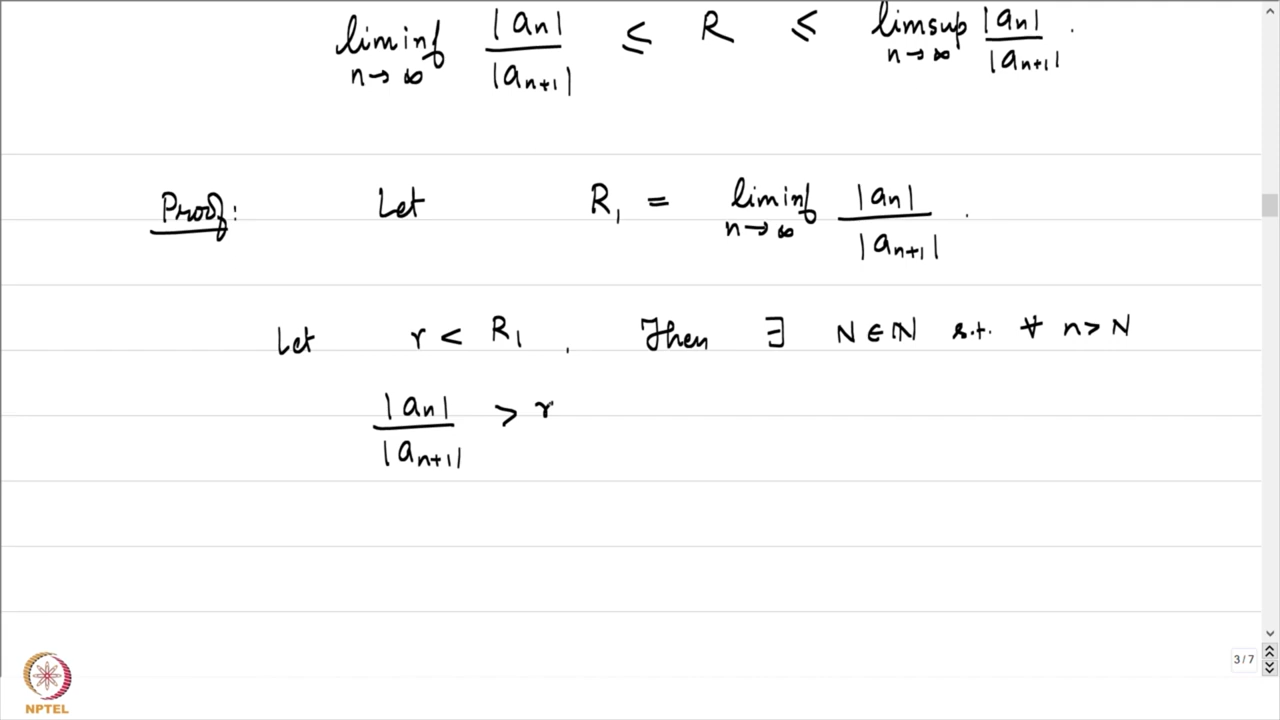 liminf n→∞ |an| / |an+1| ≤ R ≤ limsup n→∞ |an| / |an+1| .
Proof: Let R1 = liminf n→∞ |an| / |an+1| .
Let r < R1 . Then ∃ N∈ℕ s.t. ∀ n> N
|an| / |an+1| > r
3/7
NPTEL